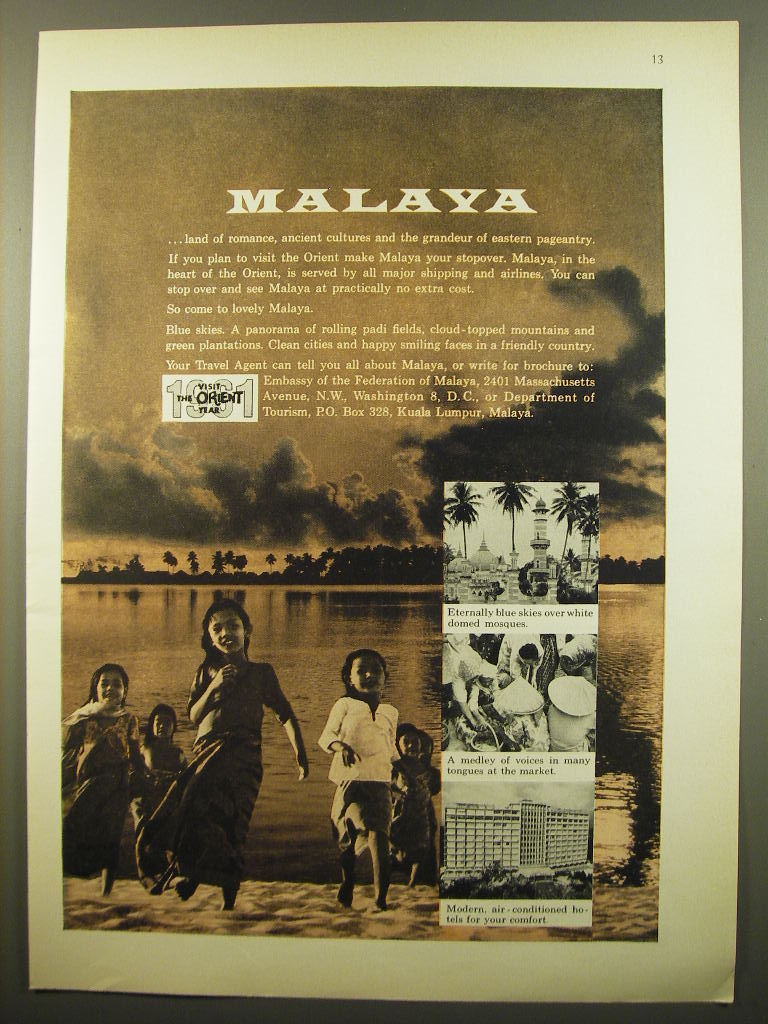 13
MALAYA
...land of romance, ancient cultures and the grandeur of eastern pageantry.
If you plan to visit the Orient make Malaya your stopover. Malaya, in the
heart of the Orient, is served by all major shipping and airlines. You can
stop over and see Malaya at practically no extra cost.
So come to lovely Malaya.
Blue skies. A panorama of rolling padi fields, cloud-topped mountains and
green plantations. Clean cities and happy smiling faces in a friendly country.
Your Travel Agent can tell you all about Malaya, or write for brochure to:
Embassy of the Federation of Malaya, 2401 Massachusetts
Avenue, N.W., Washington 8, D.C., or Department of
Tourism, P.O. Box 328, Kuala Lumpur, Malaya.
1961
VISIT
THE ORIENT
YEAR
Eternally blue skies over white
domed mosques.
A medley of voices in many
tongues at the market.
Modern, air-conditioned ho-
tels for your comfort.